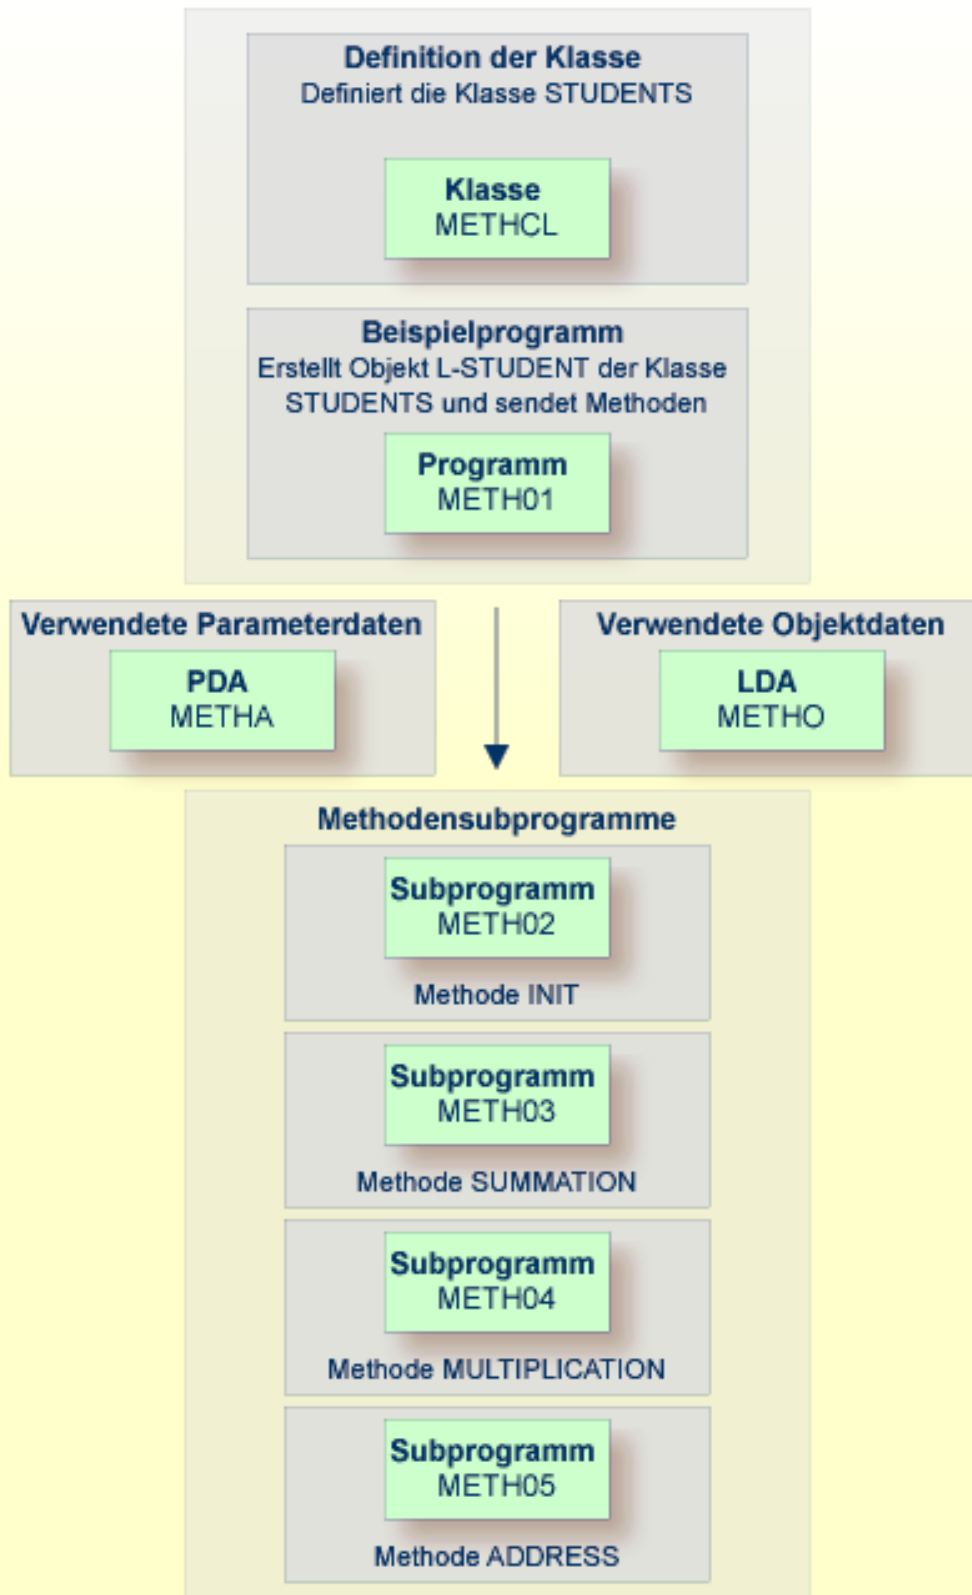 Definition der Klasse
Definiert die Klasse STUDENTS
Klasse
METHCL
Beispielprogramm
Erstellt Objekt L-STUDENT der Klasse
STUDENTS und sendet Methoden
Programm
METH01
Verwendete Parameterdaten
PDA
METHA
Verwendete Objektdaten
LDA
METHO
Methodensubprogramme
Subprogramm
METH02
Methode INIT
Subprogramm
METH03
Methode SUMMATION
Subprogramm
METH04
Methode MULTIPLICATION
Subprogramm
METH05
Methode ADDRESS